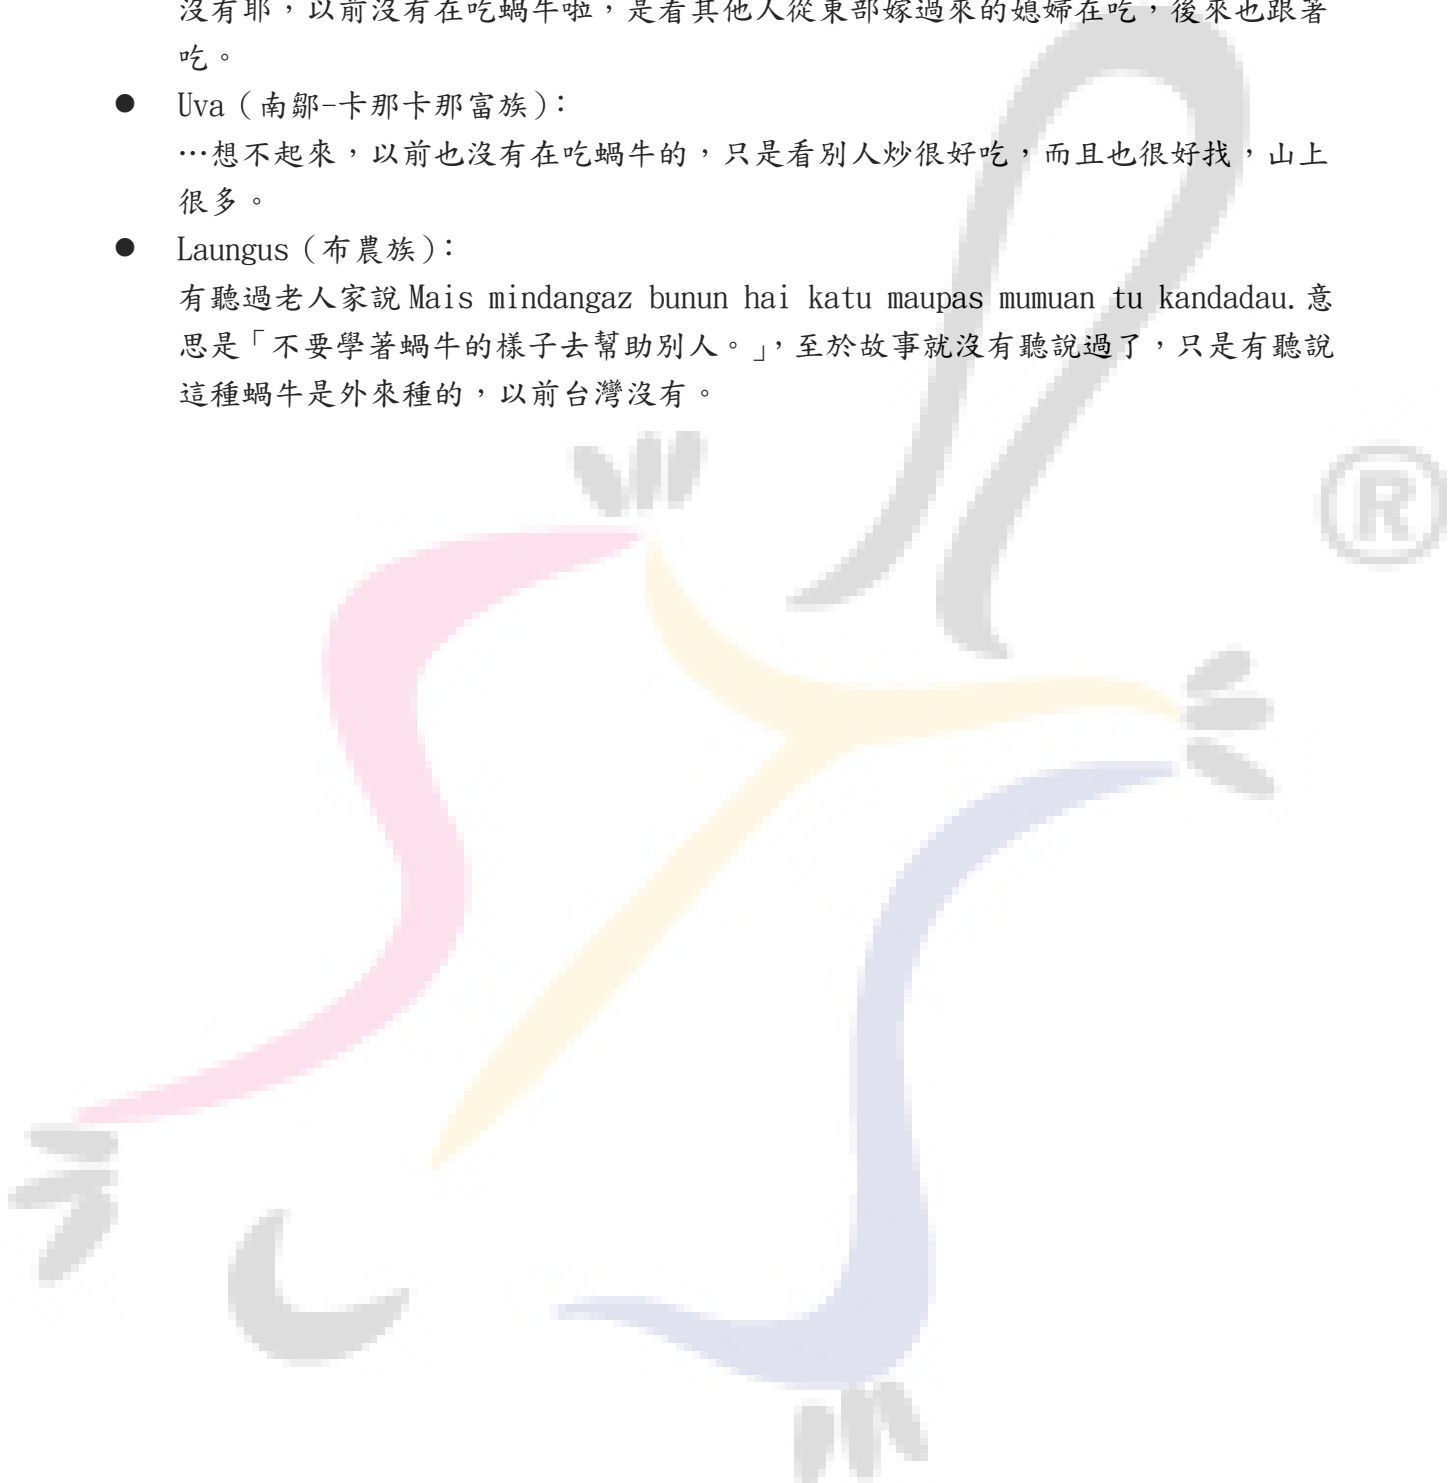 沒有耶，以前沒有在吃蝸牛啦，是看其他人從東部嫁過來的媳婦在吃，後來也跟著
吃。
● Uva（南鄒-卡那卡那富族）：
…想不起來，以前也沒有在吃蝸牛的，只是看別人炒很好吃，而且也很好找，山上
很多。
● Laungus（布農族）：
有聽過老人家說 Mais mindangaz bunun hai katu maupas mumuan tu kandadau. 意
思是「不要學著蝸牛的樣子去幫助別人。」，至於故事就沒有聽說過了，只是有聽說
這種蝸牛是外來種的，以前台灣沒有。
®